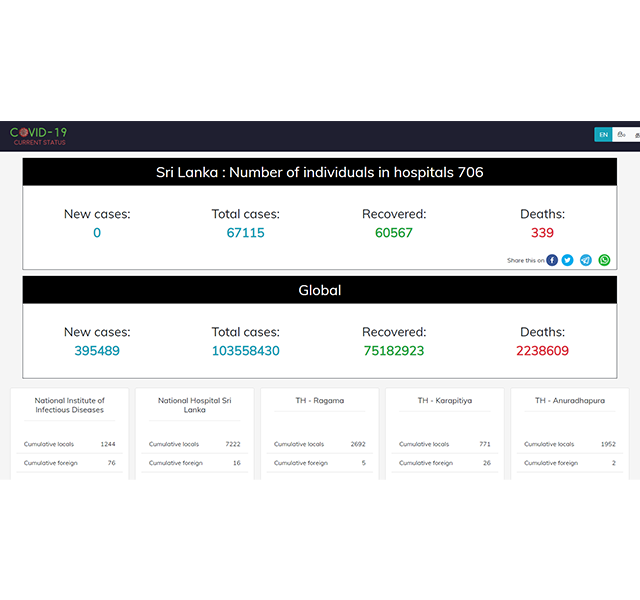 COVID-19
CURRENT STATUS
EN
සිං
Sri Lanka : Number of individuals in hospitals 706
New cases: Total cases: Recovered: Deaths:
0 67115 60567 339
Share this on
Global
New cases: Total cases: Recovered: Deaths:
395489 103558430 75182923 2238609
National Institute of
Infectious Diseases
Cumulative locals 1244
Cumulative foreign 76
National Hospital Sri
Lanka
Cumulative locals 7222
Cumulative foreign 16
TH - Ragama
Cumulative locals 2692
Cumulative foreign 5
TH - Karapitiya
Cumulative locals 771
Cumulative foreign 26
TH - Anuradhapura
Cumulative locals 1952
Cumulative foreign 2